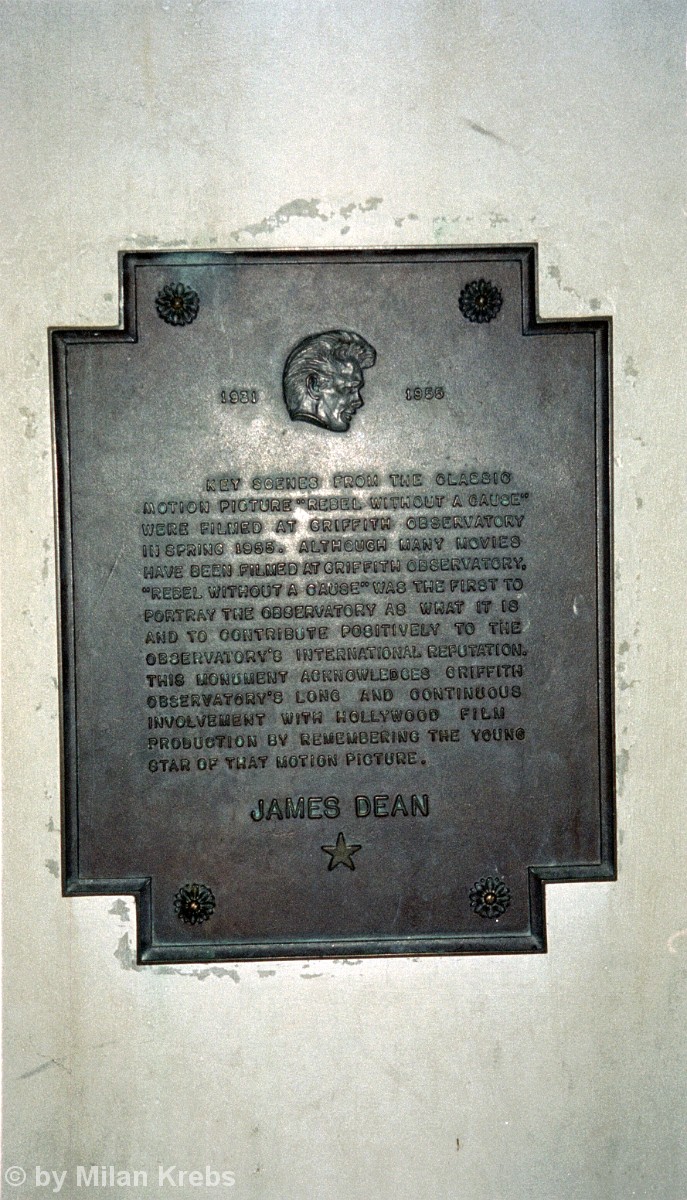 1931 1955
KEY SCENES FROM THE CLASSIC
MOTION PICTURE "REBEL WITHOUT A CAUSE"
WERE FILMED AT GRIFFITH OBSERVATORY
IN SPRING 1955. ALTHOUGH MANY MOVIES
HAVE BEEN FILMED AT GRIFFITH OBSERVATORY,
"REBEL WITHOUT A CAUSE" WAS THE FIRST TO
PORTRAY THE OBSERVATORY AS WHAT IT IS
AND TO CONTRIBUTE POSITIVELY TO THE
OBSERVATORY'S INTERNATIONAL REPUTATION.
THIS MONUMENT ACKNOWLEDGES GRIFFITH
OBSERVATORY'S LONG AND CONTINUOUS
INVOLVEMENT WITH HOLLYWOOD FILM
PRODUCTION BY REMEMBERING THE YOUNG
STAR OF THAT MOTION PICTURE.
JAMES DEAN
© by Milan Krebs